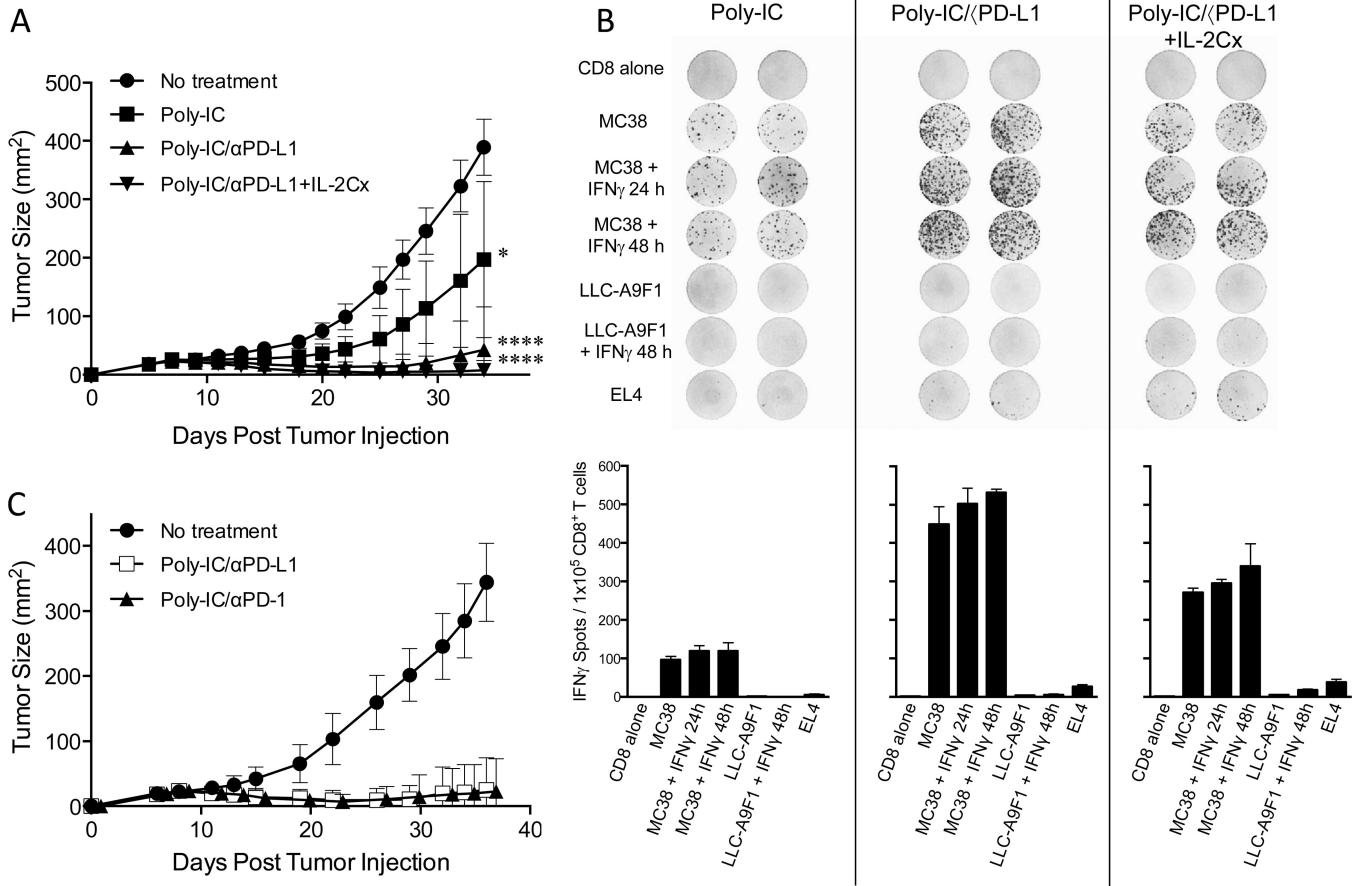 A
500
400
300
200
100
0
Tumor Size (mm²)
No treatment
Poly-IC
Poly-IC/αPD-L1
Poly-IC/αPD-L1+IL-2Cx
*
****
****
0
10
20
30
Days Post Tumor Injection
B
Poly-IC
Poly-IC/⟨PD-L1
Poly-IC/⟨PD-L1
+IL-2Cx
CD8 alone
MC38
MC38 +
IFNγ 24 h
MC38 +
IFNγ 48 h
LLC-A9F1
LLC-A9F1
+ IFNγ 48 h
EL4
600
500
400
300
200
100
0
IFNγ Spots / 1x10⁵ CD8⁺ T cells
CD8 alone
MC38
MC38 + IFNγ 24h
MC38 + IFNγ 48h
LLC-A9F1
LLC-A9F1 + IFNγ 48h
EL4
CD8 alone
MC38
MC38 + IFNγ 24h
MC38 + IFNγ 48h
LLC-A9F1
LLC-A9F1 + IFNγ 48h
EL4
CD8 alone
MC38
MC38 + IFNγ 24h
MC38 + IFNγ 48h
LLC-A9F1
LLC-A9F1 + IFNγ 48h
EL4
C
400
300
200
100
0
Tumor Size (mm²)
No treatment
Poly-IC/αPD-L1
Poly-IC/αPD-1
0
10
20
30
40
Days Post Tumor Injection